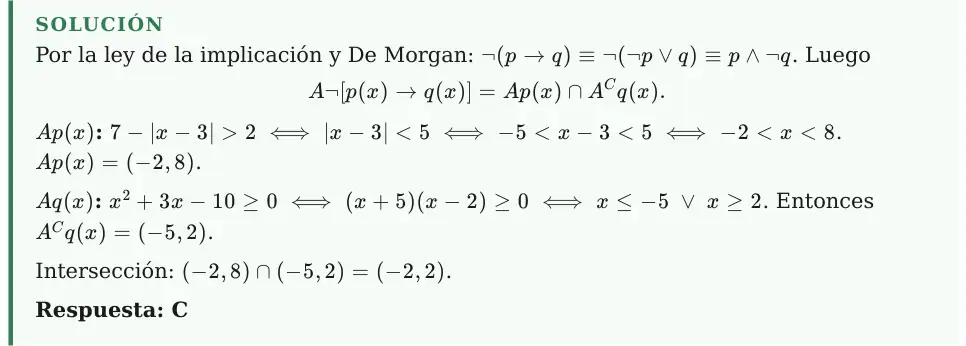 SOLUCIÓN
Por la ley de la implicación y De Morgan: ¬(p → q) ≡ ¬(¬p ∨ q) ≡ p ∧ ¬q. Luego
A¬[p(x) → q(x)] = Ap(x) ∩ A^C q(x).
Ap(x): 7 − |x − 3| > 2 ⟺ |x − 3| < 5 ⟺ −5 < x − 3 < 5 ⟺ −2 < x < 8.
Ap(x) = (−2, 8).
Aq(x): x² + 3x − 10 ≥ 0 ⟺ (x + 5)(x − 2) ≥ 0 ⟺ x ≤ −5 ∨ x ≥ 2. Entonces
A^C q(x) = (−5, 2).
Intersección: (−2, 8) ∩ (−5, 2) = (−2, 2).
Respuesta: C